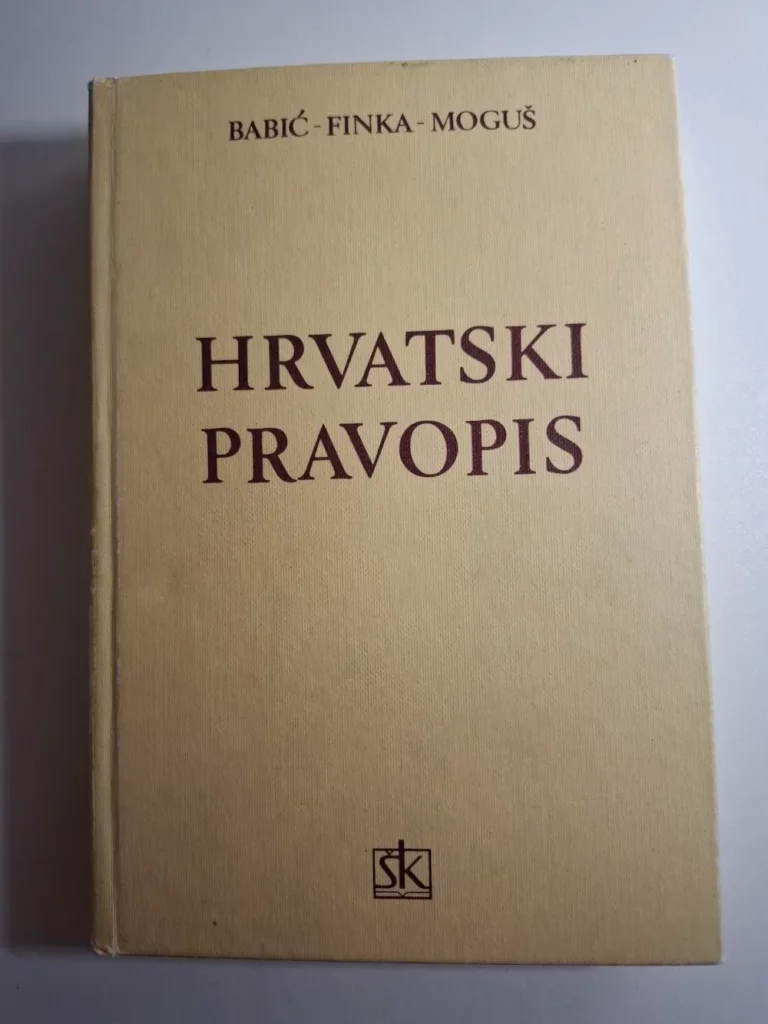 BABIĆ - FINKA - MOGUŠ
HRVATSKI
PRAVOPIS
ŠK